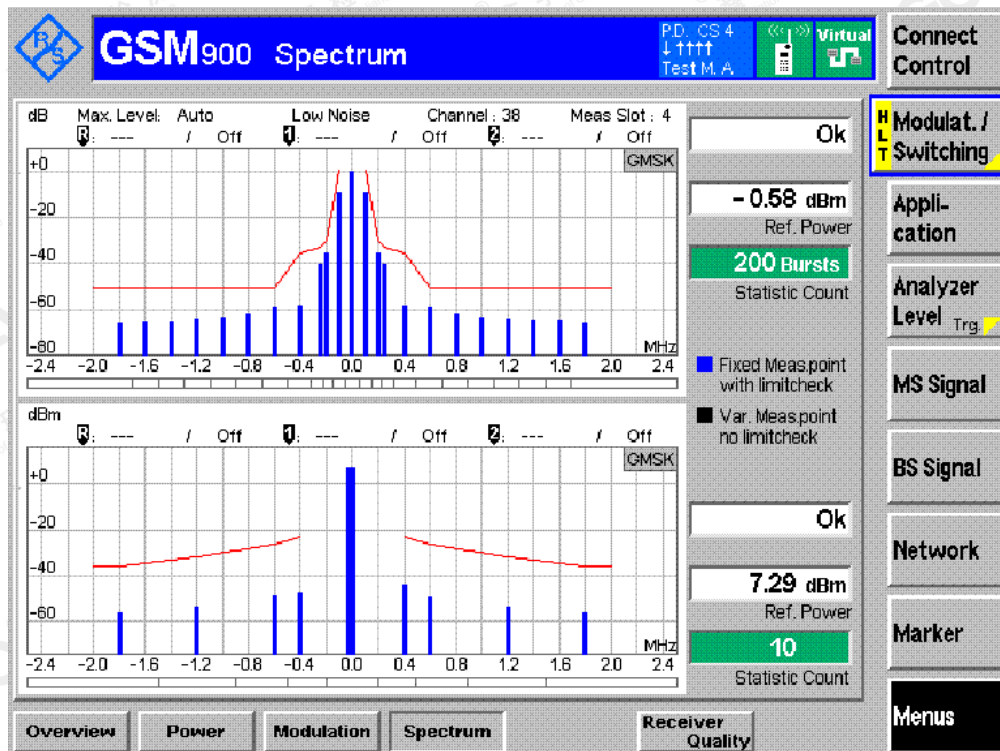 R&S GSM900 Spectrum
P.D. CS 4
Test M. A
Virtual
Connect Control
dB Max. Level: Auto Low Noise Channel : 38 Meas Slot : 4
R: --- / Off 1: --- / Off 2: --- / Off
GMSK
+0
-20
-40
-60
-80
MHz
-2.4 -2.0 -1.6 -1.2 -0.8 -0.4 0.0 0.4 0.8 1.2 1.6 2.0 2.4
Ok
- 0.58 dBm
Ref. Power
200 Bursts
Statistic Count
Fixed Meas.point
with limitcheck
Var. Meas.point
no limitcheck
dBm
R: --- / Off 1: --- / Off 2: --- / Off
GMSK
+0
-20
-40
-60
MHz
-2.4 -2.0 -1.6 -1.2 -0.8 -0.4 0.0 0.4 0.8 1.2 1.6 2.0 2.4
Ok
7.29 dBm
Ref. Power
10
Statistic Count
HLT
Modulat. /
Switching
Appli-
cation
Analyzer
Level Trg.
MS Signal
BS Signal
Network
Marker
Menus
Overview Power Modulation Spectrum Receiver
Quality